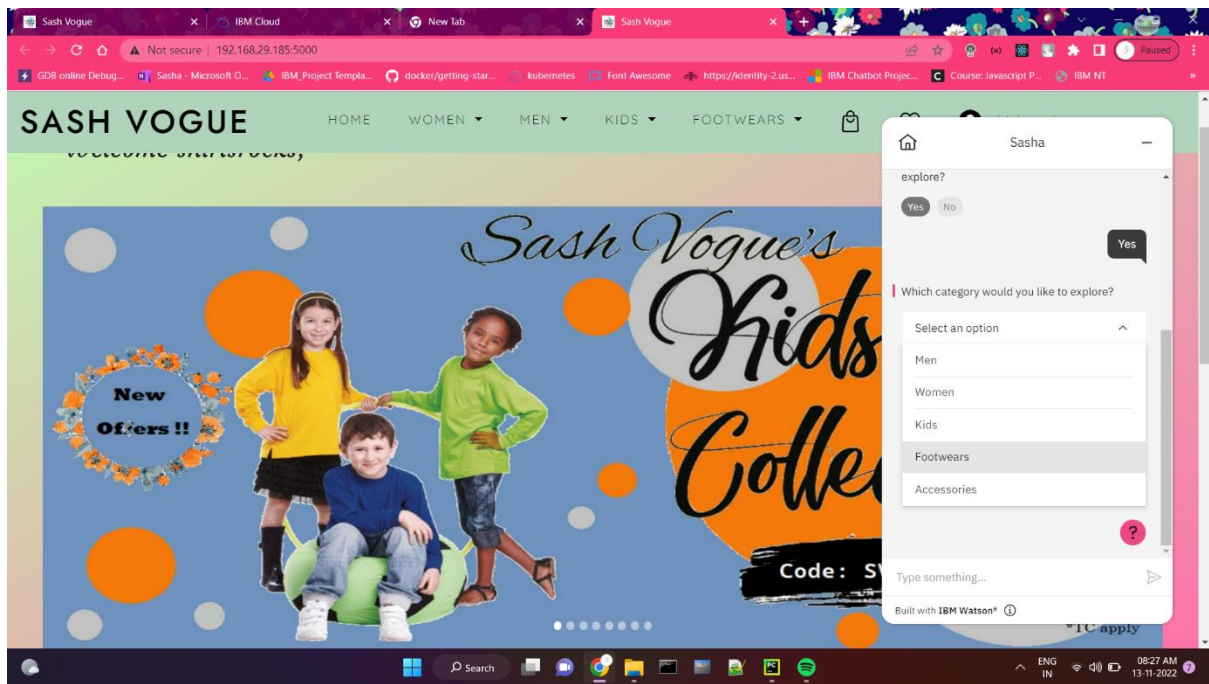 Sash Vogue
IBM Cloud
New Tab
Sash Vogue
Not secure
192.168.29.185:5000
Paused
GDB online Debug...
Sasha - Microsoft O...
IBM_Project Templa...
docker/getting-star...
kubernetes
Font Awesome
https://identity-2.us...
IBM Chatbot Projec...
Course: Javascript P...
IBM NT
SASH VOGUE
HOME
WOMEN
MEN
KIDS
FOOTWEARS
Sash Vogue's
Kids
New
Offers !!
Code:
*TC apply
Sasha
explore?
Yes
No
Yes
Which category would you like to explore?
Select an option
Men
Women
Kids
Footwears
Accessories
?
Type something...
Built with IBM Watson®
Search
ENG
IN
08:27 AM
13-11-2022
7